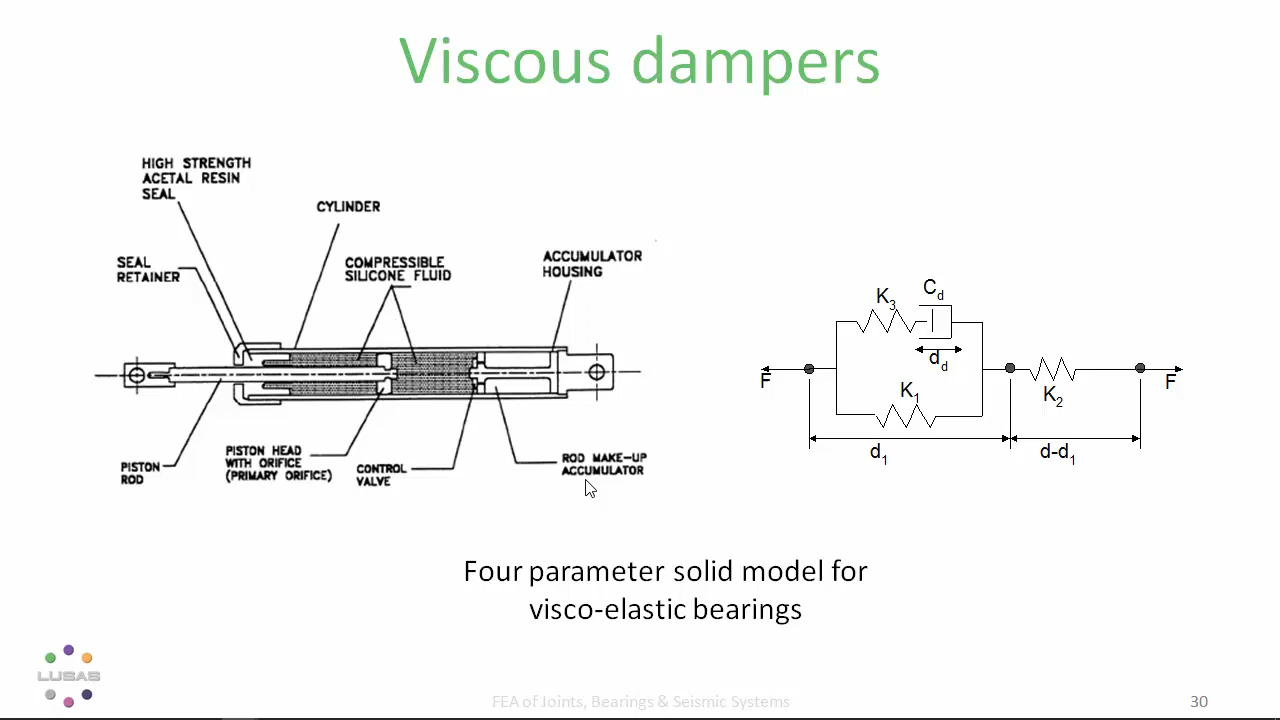 Viscous dampers
HIGH STRENGTH
ACETAL RESIN
SEAL
CYLINDER
SEAL
RETAINER
COMPRESSIBLE
SILICONE FLUID
ACCUMULATOR
HOUSING
PISTON
ROD
PISTON HEAD
WITH ORIFICE
(PRIMARY ORIFICE)
CONTROL
VALVE
ROD MAKE-UP
ACCUMULATOR
K3
Cd
dd
F
K1
K2
F
d1
d-d1
Four parameter solid model for
visco-elastic bearings
LUSAS
FEA of Joints, Bearings & Seismic Systems
30